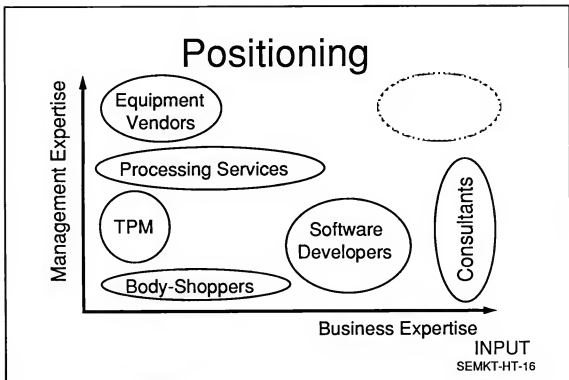 Positioning
Management Expertise
Equipment
Vendors
Processing Services
TPM
Software
Developers
Consultants
Body-Shoppers
Business Expertise
INPUT
SEMKT-HT-16